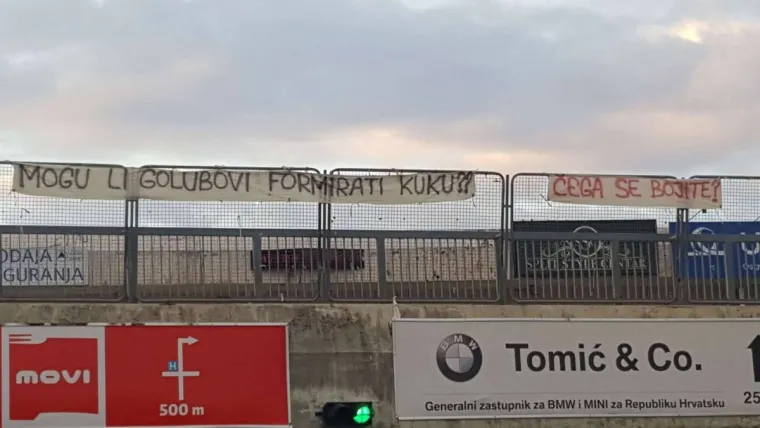 MOGU LI GOLUBOVI FORMIRATI KUKU??
ČEGA SE BOJITE?
ODAJA
GURANJA
movi
H
500 m
BMW
Tomić & Co.
Generalni zastupnik za BMW i MINI za Republiku Hrvatsku
25